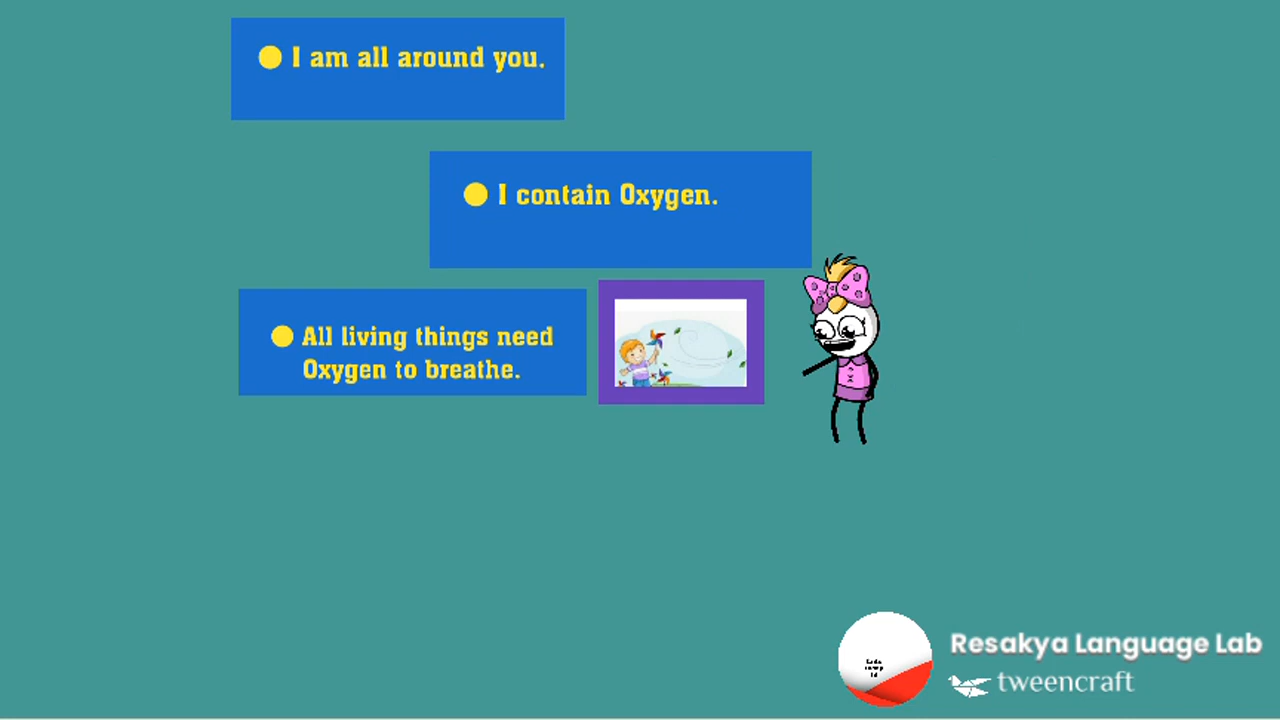 I am all around you.
I contain Oxygen.
All living things need
Oxygen to breathe.
Resakya Language Lab
tweencraft